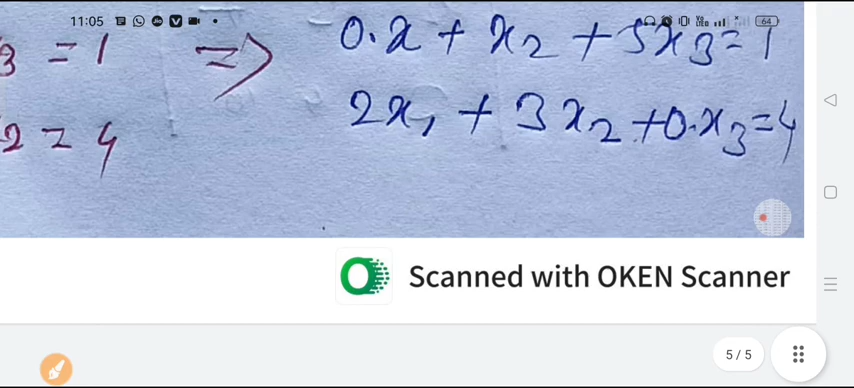 11:05 64
3 = 1 => 0.x + x2 + 5x3 = 1
2 = 4 2x1 + 3x2 + 0.x3 = 4
Scanned with OKEN Scanner
5 / 5